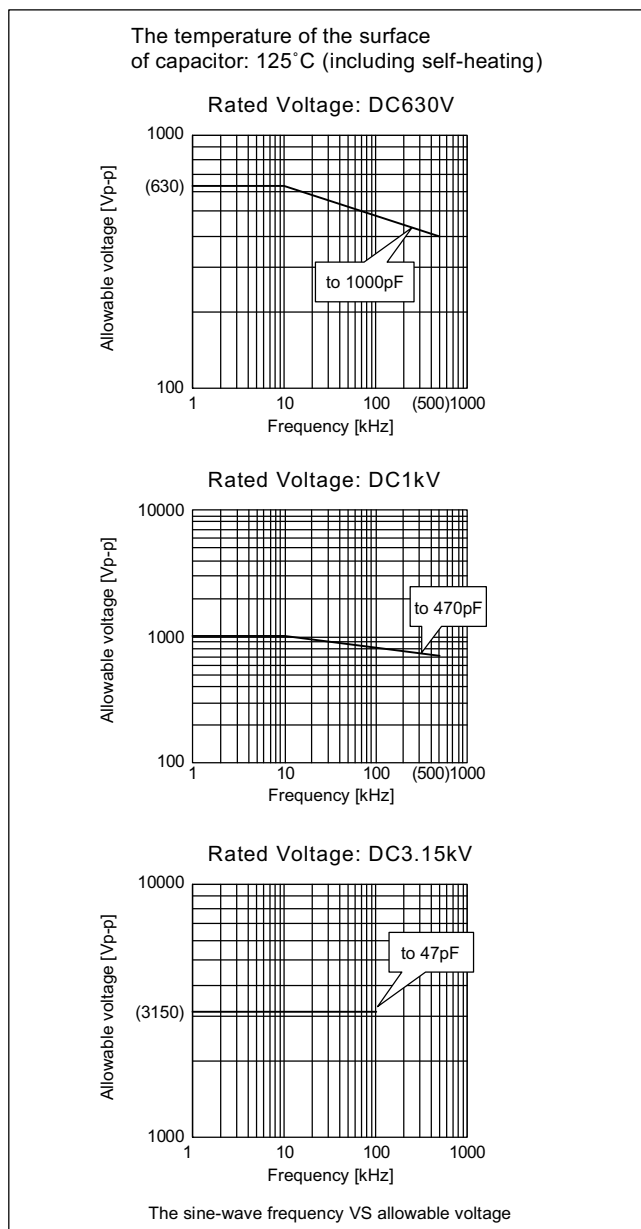 The temperature of the surface
of capacitor: 125˚C (including self-heating)
Rated Voltage: DC630V
Allowable voltage [Vp-p]
1000
(630)
100
to 1000pF
1 10 100 (500)1000
Frequency [kHz]
Rated Voltage: DC1kV
Allowable voltage [Vp-p]
10000
1000
100
to 470pF
1 10 100 (500)1000
Frequency [kHz]
Rated Voltage: DC3.15kV
Allowable voltage [Vp-p]
10000
(3150)
1000
to 47pF
1 10 100 1000
Frequency [kHz]
The sine-wave frequency VS allowable voltage